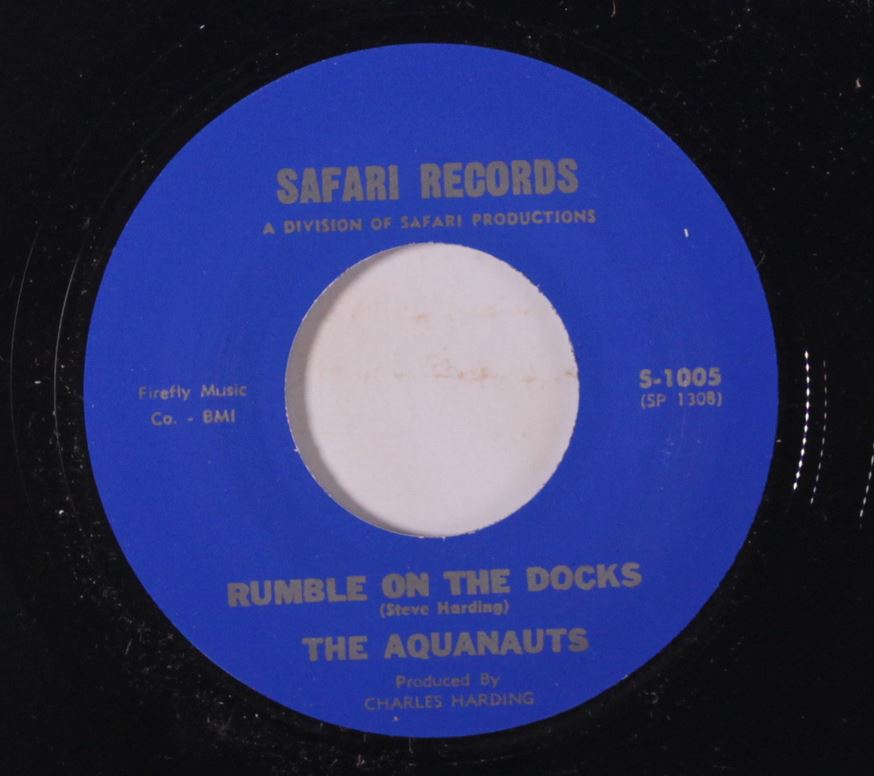 SAFARI RECORDS
A DIVISION OF SAFARI PRODUCTIONS
Firefly Music
Co. - BMI
S-1005
(SP 1308)
RUMBLE ON THE DOCKS
(Steve Harding)
THE AQUANAUTS
Produced By
CHARLES HARDING